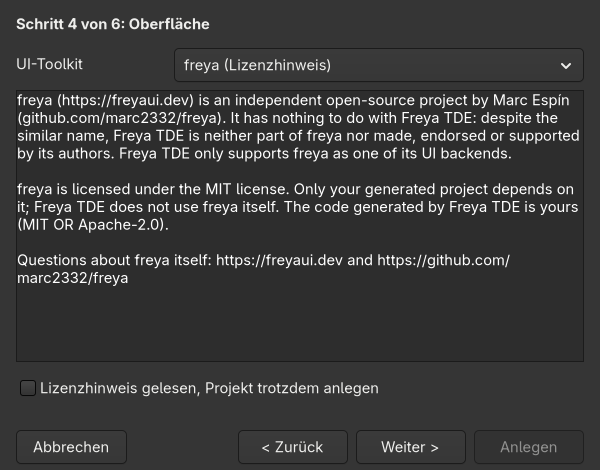 Schritt 4 von 6: Oberfläche
UI-Toolkit
freya (Lizenzhinweis)
freya (https://freyaui.dev) is an independent open-source project by Marc Espín
(github.com/marc2332/freya). It has nothing to do with Freya TDE: despite the
similar name, Freya TDE is neither part of freya nor made, endorsed or supported
by its authors. Freya TDE only supports freya as one of its UI backends.
freya is licensed under the MIT license. Only your generated project depends on
it; Freya TDE does not use freya itself. The code generated by Freya TDE is yours
(MIT OR Apache-2.0).
Questions about freya itself: https://freyaui.dev and https://github.com/
marc2332/freya
Lizenzhinweis gelesen, Projekt trotzdem anlegen
Abbrechen
< Zurück
Weiter >
Anlegen